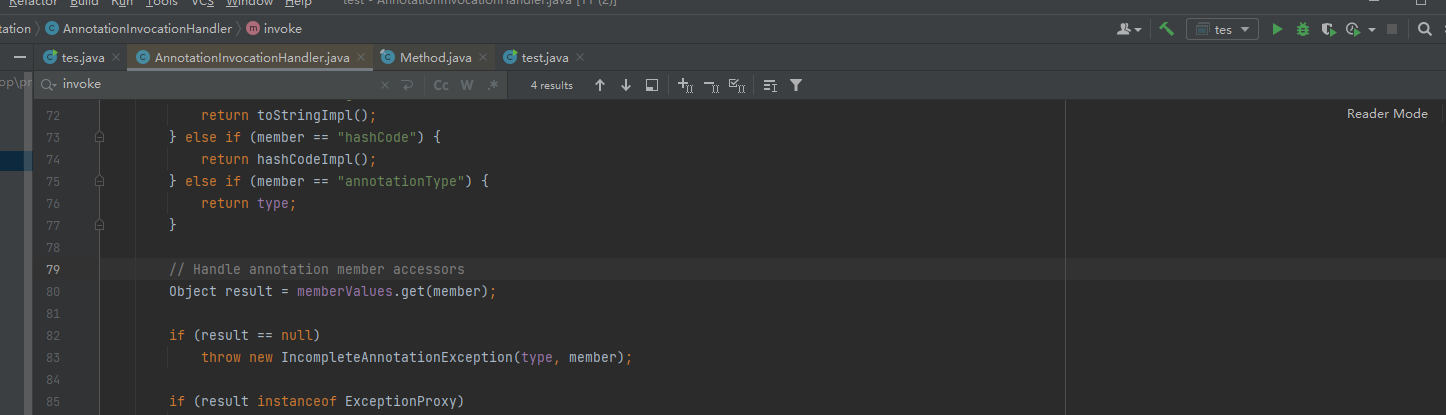 Refactor Build Run Tools VCS Window Help test - AnnotationInvocationHandler.java [11 (2)]
tation AnnotationInvocationHandler invoke tes
tes.java AnnotationInvocationHandler.java Method.java test.java
op\pr invoke Cc W .* 4 results
Reader Mode
72 return toStringImpl();
73 } else if (member == "hashCode") {
74 return hashCodeImpl();
75 } else if (member == "annotationType") {
76 return type;
77 }
78
79 // Handle annotation member accessors
80 Object result = memberValues.get(member);
81
82 if (result == null)
83 throw new IncompleteAnnotationException(type, member);
84
85 if (result instanceof ExceptionProxy)